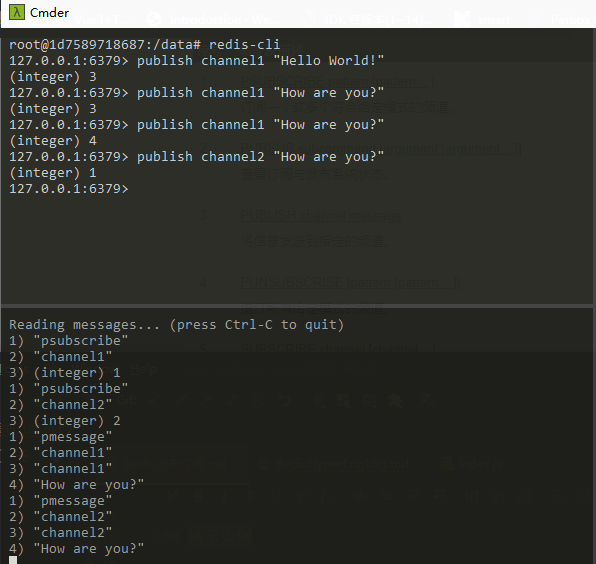 Cmder
root@1d7589718687:/data# redis-cli
127.0.0.1:6379> publish channel1 "Hello World!"
(integer) 3
127.0.0.1:6379> publish channel1 "How are you?"
(integer) 3
127.0.0.1:6379> publish channel1 "How are you?"
(integer) 4
127.0.0.1:6379> publish channel2 "How are you?"
(integer) 1
127.0.0.1:6379>
Reading messages... (press Ctrl-C to quit)
1) "psubscribe"
2) "channel1"
3) (integer) 1
1) "psubscribe"
2) "channel2"
3) (integer) 2
1) "pmessage"
2) "channel1"
3) "channel1"
4) "How are you?"
1) "pmessage"
2) "channel2"
3) "channel2"
4) "How are you?"